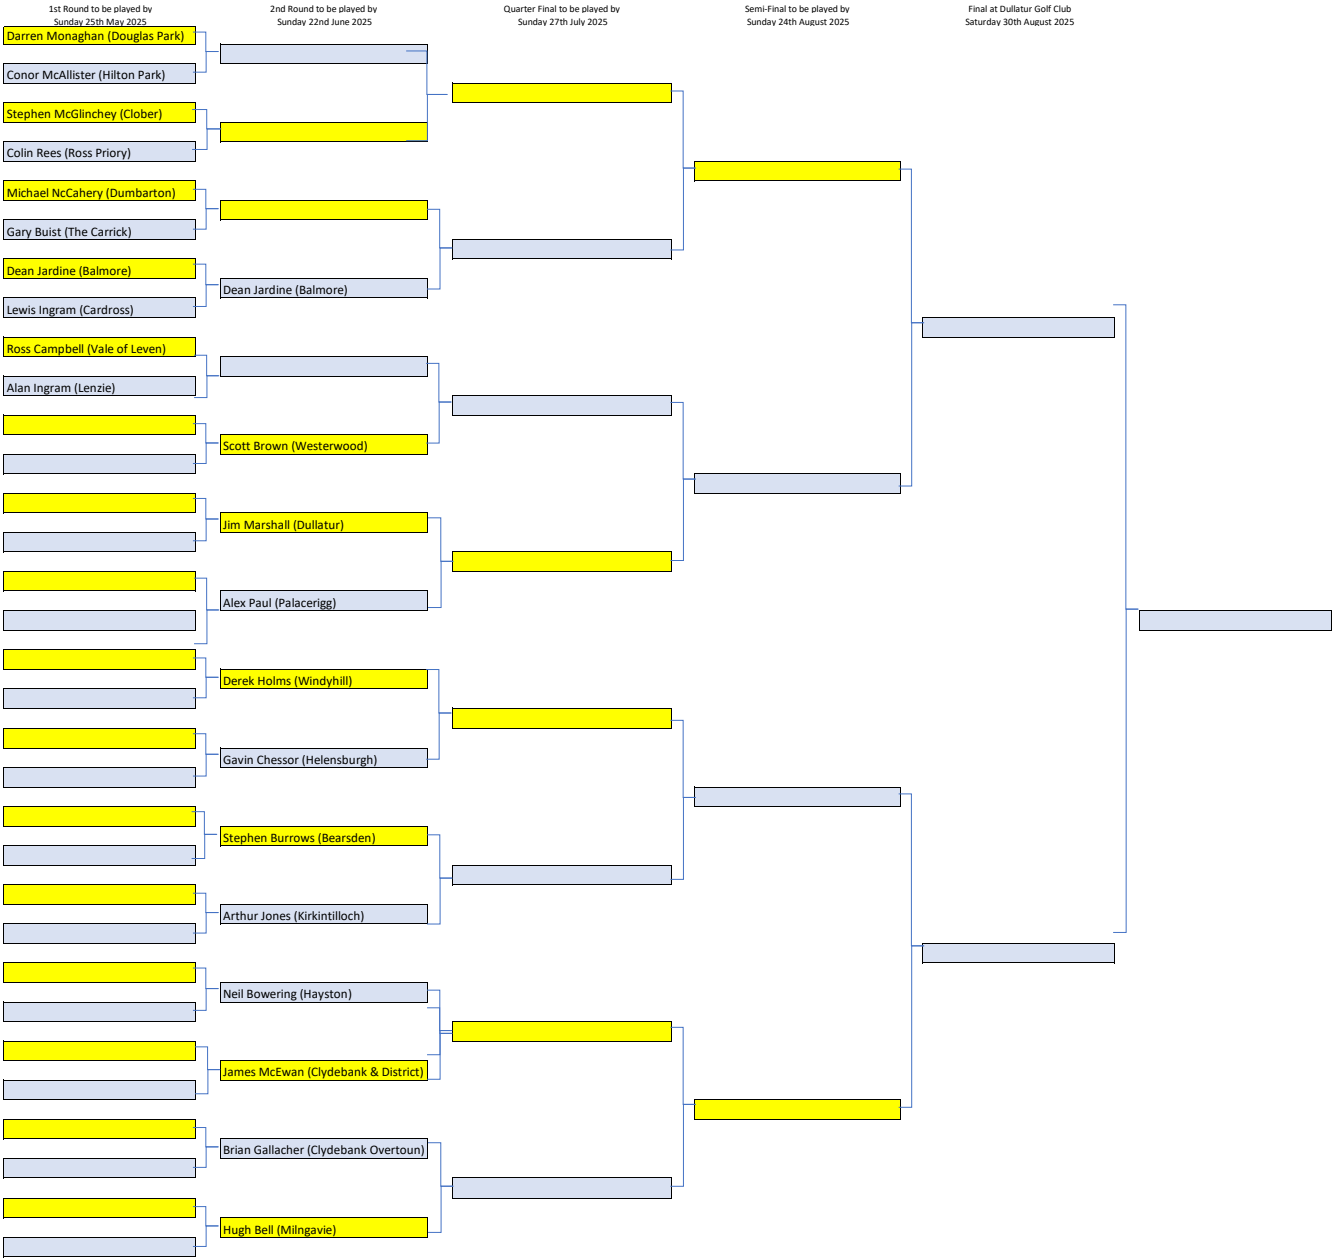 1st Round to be played by
Sunday 25th May 2025
2nd Round to be played by
Sunday 22nd June 2025
Quarter Final to be played by
Sunday 27th July 2025
Semi-Final to be played by
Sunday 24th August 2025
Final at Dullatur Golf Club
Saturday 30th August 2025
Darren Monaghan (Douglas Park)
Conor McAllister (Hilton Park)
Stephen McGlinchey (Clober)
Colin Rees (Ross Priory)
Michael NcCahery (Dumbarton)
Gary Buist (The Carrick)
Dean Jardine (Balmore)
Lewis Ingram (Cardross)
Ross Campbell (Vale of Leven)
Alan Ingram (Lenzie)
Dean Jardine (Balmore)
Scott Brown (Westerwood)
Jim Marshall (Dullatur)
Alex Paul (Palacerigg)
Derek Holms (Windyhill)
Gavin Chessor (Helensburgh)
Stephen Burrows (Bearsden)
Arthur Jones (Kirkintilloch)
Neil Bowering (Hayston)
James McEwan (Clydebank & District)
Brian Gallacher (Clydebank Overtoun)
Hugh Bell (Milngavie)